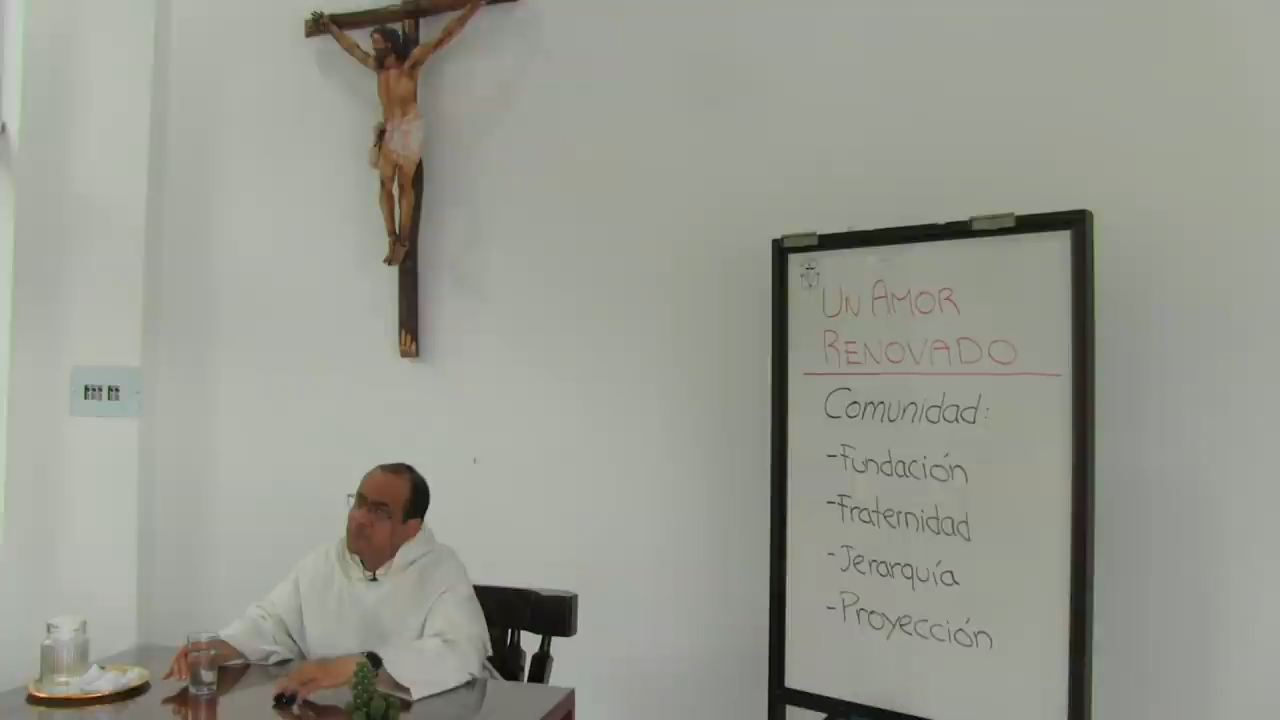 UN AMOR
RENOVADO
Comunidad:
-Fundación
-Fraternidad
-Jerarquía
-Proyección